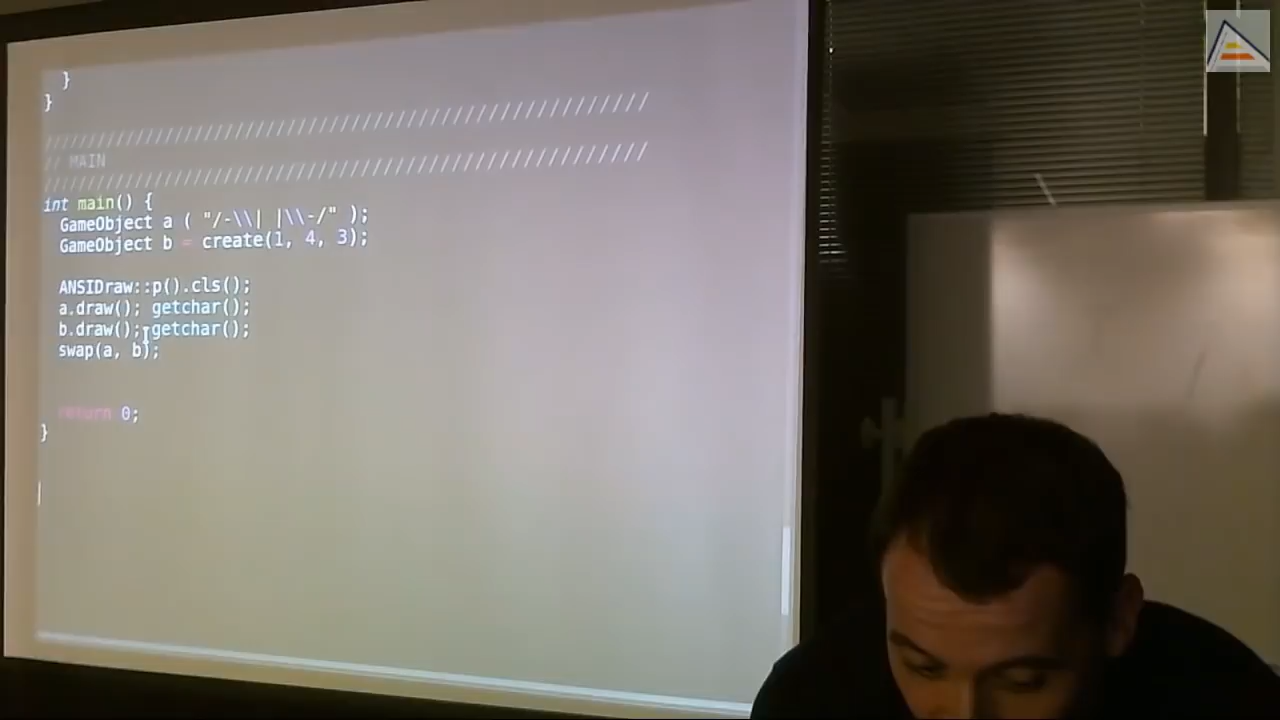 }
}
//////////////////////////////////////////////////////////
// MAIN
//////////////////////////////////////////////////////////
int main() {
GameObject a ( "/-\\| |\\-/" );
GameObject b = create(1, 4, 3);
ANSIDraw::p().cls();
a.draw(); getchar();
b.draw(); getchar();
swap(a, b);
return 0;
}